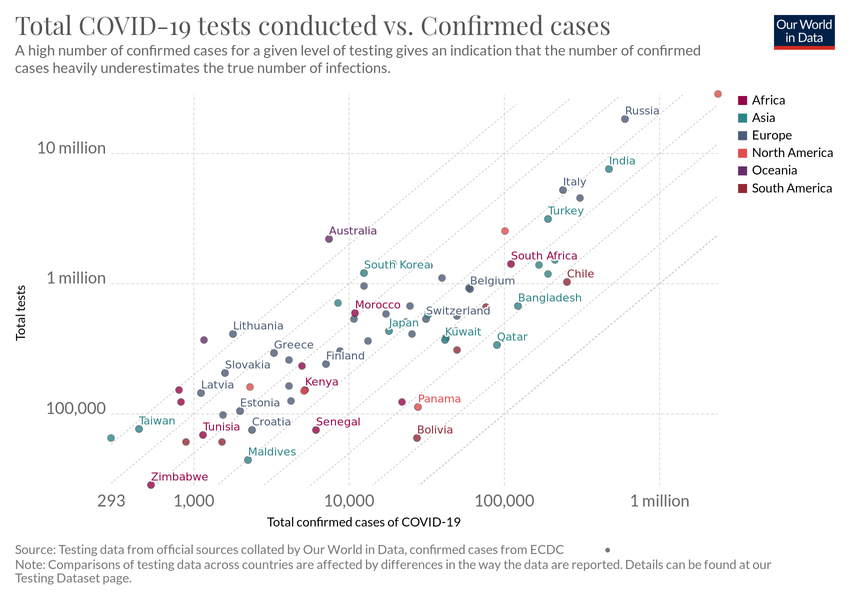 Total COVID-19 tests conducted vs. Confirmed cases
Our World
in Data
A high number of confirmed cases for a given level of testing gives an indication that the number of confirmed
cases heavily underestimates the true number of infections.
Africa
Asia
Europe
North America
Oceania
South America
Total tests
10 million
1 million
100,000
Russia
India
Italy
Turkey
Australia
South Korea
South Africa
Chile
Belgium
Bangladesh
Morocco
Switzerland
Japan
Kuwait
Qatar
Lithuania
Greece
Finland
Slovakia
Latvia
Kenya
Estonia
Panama
Taiwan
Tunisia
Croatia
Senegal
Bolivia
Maldives
Zimbabwe
293
1,000
10,000
100,000
1 million
Total confirmed cases of COVID-19
Source: Testing data from official sources collated by Our World in Data, confirmed cases from ECDC
Note: Comparisons of testing data across countries are affected by differences in the way the data are reported. Details can be found at our
Testing Dataset page.